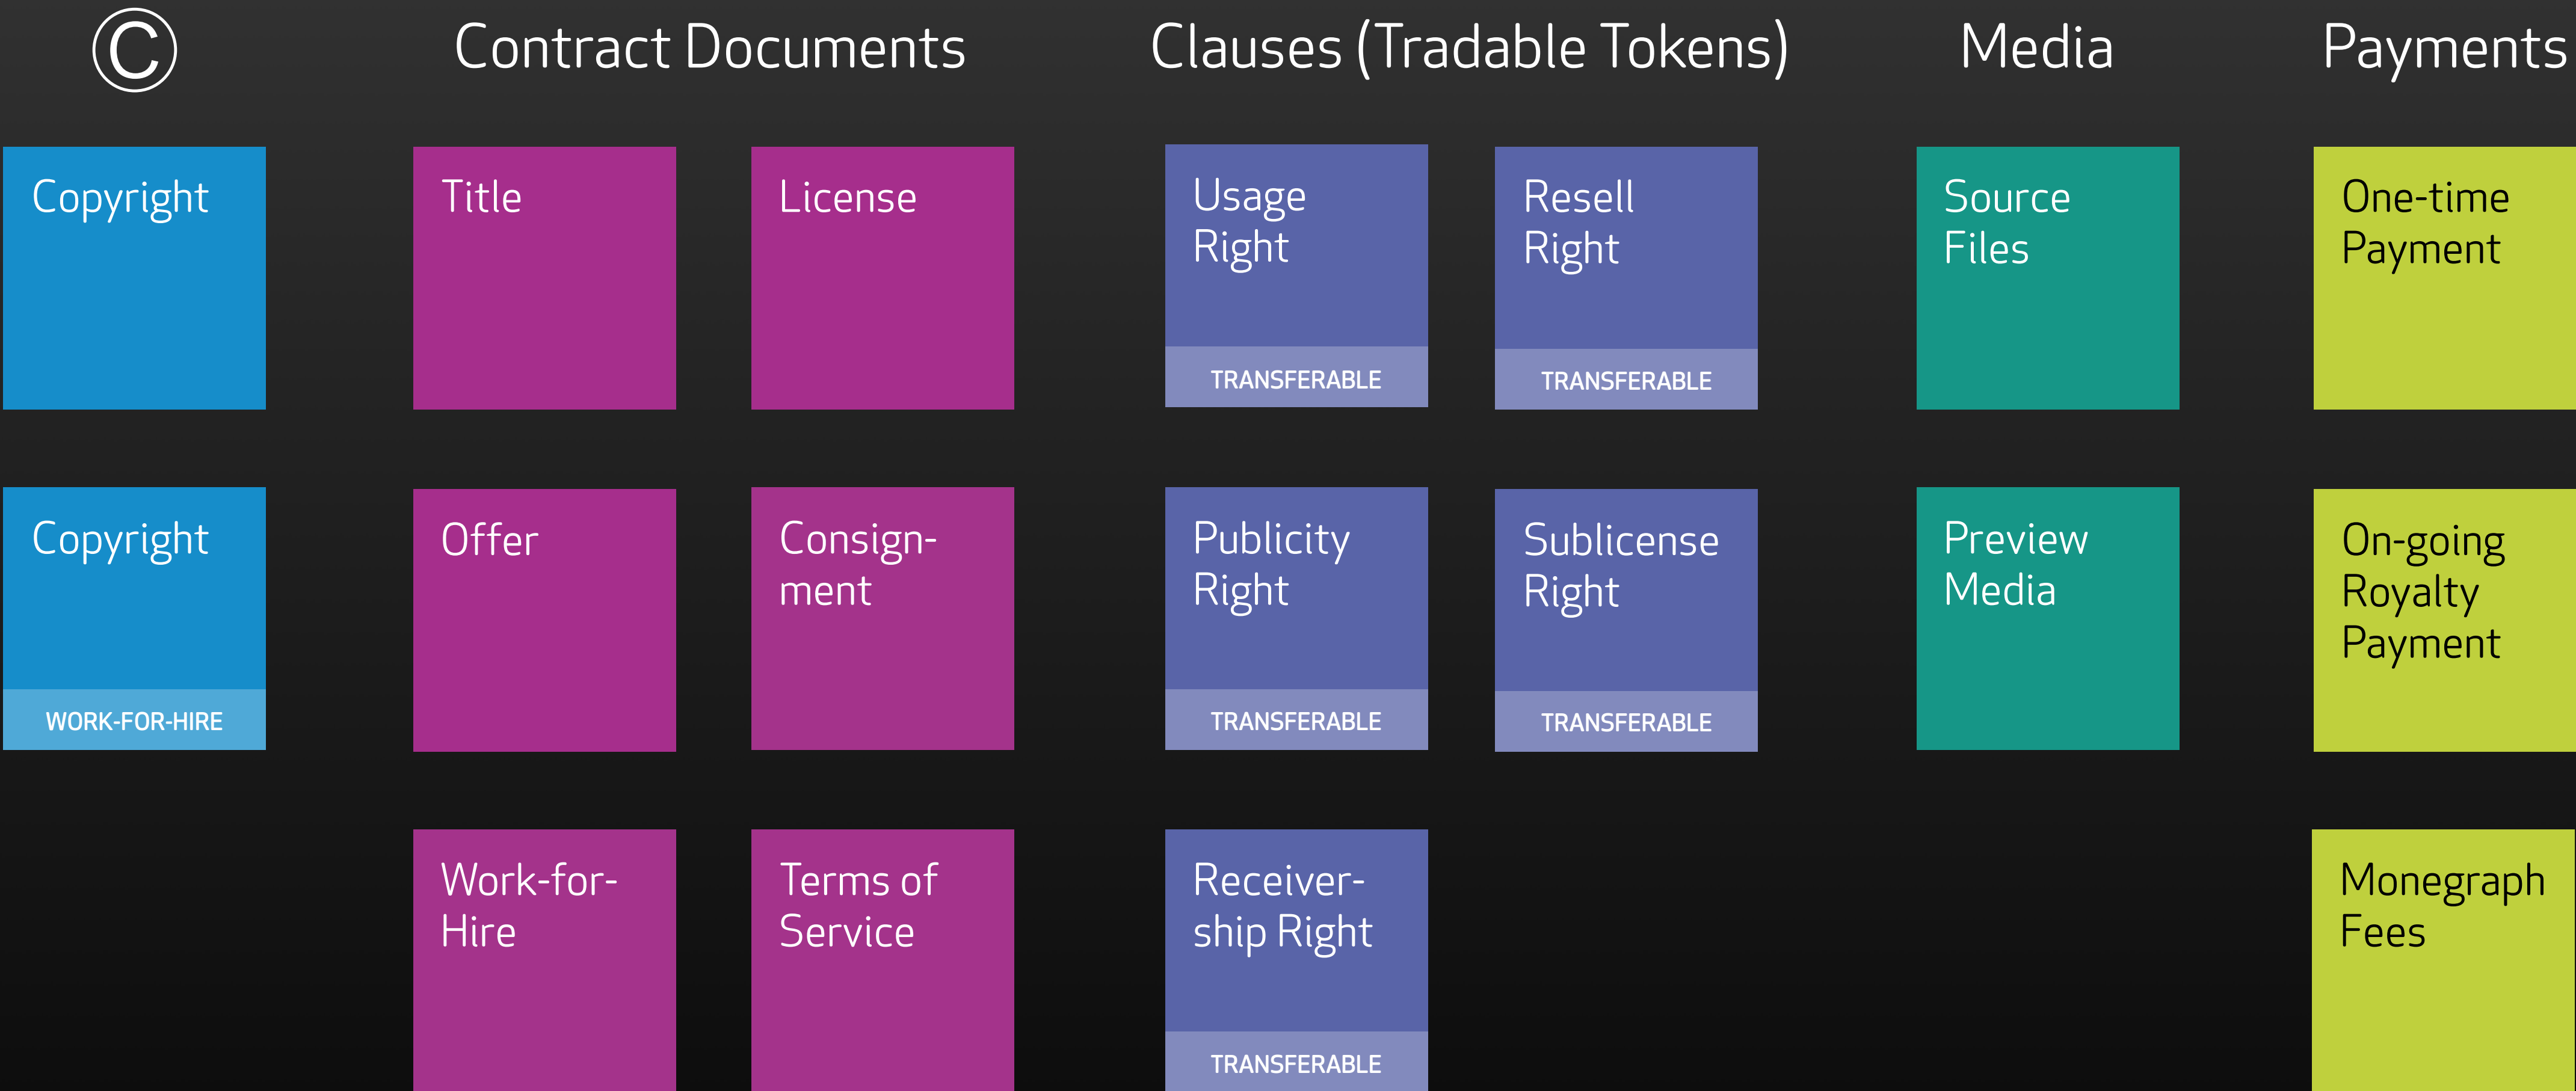 ©
Contract Documents
Clauses (Tradable Tokens)
Media
Payments
Copyright
Title
License
Usage
Right
TRANSFERABLE
Resell
Right
TRANSFERABLE
Source
Files
One-time
Payment
Copyright
WORK-FOR-HIRE
Offer
Consign-
ment
Publicity
Right
TRANSFERABLE
Sublicense
Right
TRANSFERABLE
Preview
Media
On-going
Royalty
Payment
Work-for-
Hire
Terms of
Service
Receiver-
ship Right
TRANSFERABLE
Monegraph
Fees